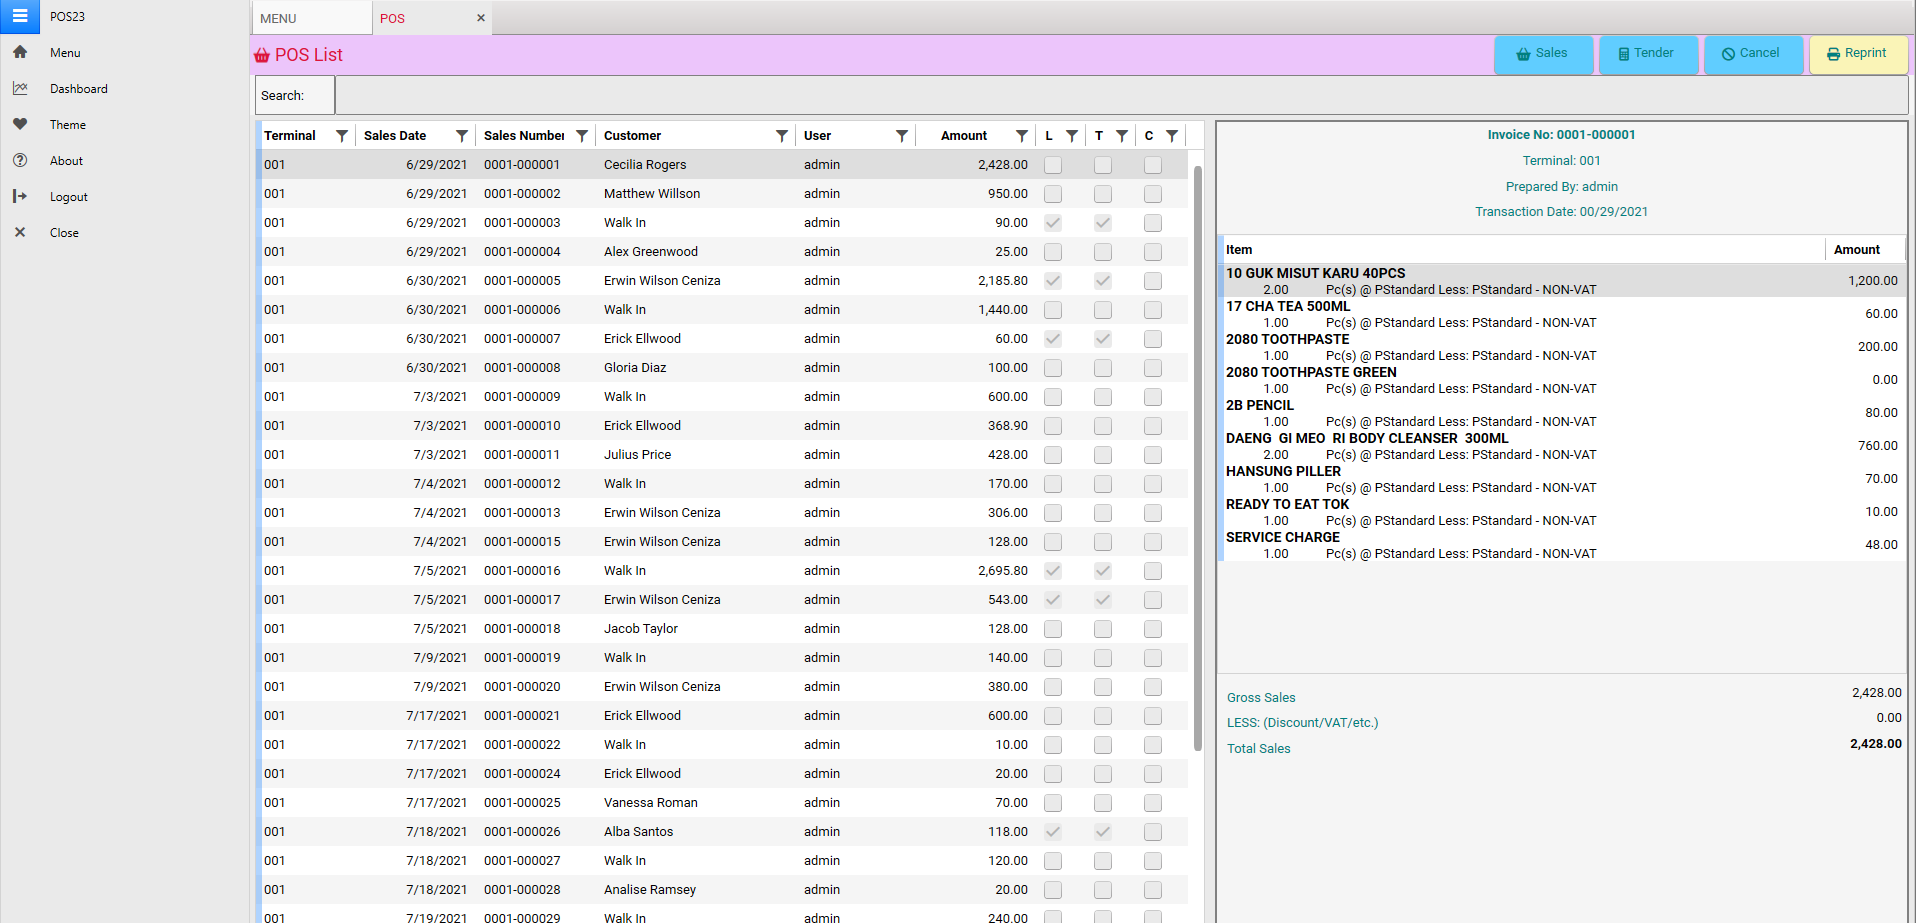 POS23
Menu
Dashboard
Theme
About
Logout
Close
MENU
POS
POS List
Sales
Tender
Cancel
Reprint
Search:
Terminal Sales Date Sales Number Customer User Amount L T C
001 6/29/2021 0001-000001 Cecilia Rogers admin 2,428.00
001 6/29/2021 0001-000002 Matthew Willson admin 950.00
001 6/29/2021 0001-000003 Walk In admin 90.00
001 6/29/2021 0001-000004 Alex Greenwood admin 25.00
001 6/30/2021 0001-000005 Erwin Wilson Ceniza admin 2,185.80
001 6/30/2021 0001-000006 Walk In admin 1,440.00
001 6/30/2021 0001-000007 Erick Ellwood admin 60.00
001 6/30/2021 0001-000008 Gloria Diaz admin 100.00
001 7/3/2021 0001-000009 Walk In admin 600.00
001 7/3/2021 0001-000010 Erick Ellwood admin 368.90
001 7/3/2021 0001-000011 Julius Price admin 428.00
001 7/4/2021 0001-000012 Walk In admin 170.00
001 7/4/2021 0001-000013 Erwin Wilson Ceniza admin 306.00
001 7/4/2021 0001-000015 Erwin Wilson Ceniza admin 128.00
001 7/5/2021 0001-000016 Walk In admin 2,695.80
001 7/5/2021 0001-000017 Erwin Wilson Ceniza admin 543.00
001 7/5/2021 0001-000018 Jacob Taylor admin 128.00
001 7/9/2021 0001-000019 Walk In admin 140.00
001 7/9/2021 0001-000020 Erwin Wilson Ceniza admin 380.00
001 7/17/2021 0001-000021 Erick Ellwood admin 600.00
001 7/17/2021 0001-000022 Walk In admin 10.00
001 7/17/2021 0001-000024 Erick Ellwood admin 20.00
001 7/17/2021 0001-000025 Vanessa Roman admin 70.00
001 7/18/2021 0001-000026 Alba Santos admin 118.00
001 7/18/2021 0001-000027 Walk In admin 120.00
001 7/18/2021 0001-000028 Analise Ramsey admin 20.00
001 7/19/2021 0001-000029 Walk In admin 240.00
Invoice No: 0001-000001
Terminal: 001
Prepared By: admin
Transaction Date: 00/29/2021
Item Amount
10 GUK MISUT KARU 40PCS
2.00 Pc(s) @ PStandard Less: PStandard - NON-VAT 1,200.00
17 CHA TEA 500ML
1.00 Pc(s) @ PStandard Less: PStandard - NON-VAT 60.00
2080 TOOTHPASTE
1.00 Pc(s) @ PStandard Less: PStandard - NON-VAT 200.00
2080 TOOTHPASTE GREEN
1.00 Pc(s) @ PStandard Less: PStandard - NON-VAT 0.00
2B PENCIL
1.00 Pc(s) @ PStandard Less: PStandard - NON-VAT 80.00
DAENG  GI MEO  RI BODY CLEANSER  300ML
2.00 Pc(s) @ PStandard Less: PStandard - NON-VAT 760.00
HANSUNG PILLER
1.00 Pc(s) @ PStandard Less: PStandard - NON-VAT 70.00
READY TO EAT TOK
1.00 Pc(s) @ PStandard Less: PStandard - NON-VAT 10.00
SERVICE CHARGE
1.00 Pc(s) @ PStandard Less: PStandard - NON-VAT 48.00
Gross Sales 2,428.00
LESS: (Discount/VAT/etc.) 0.00
Total Sales 2,428.00